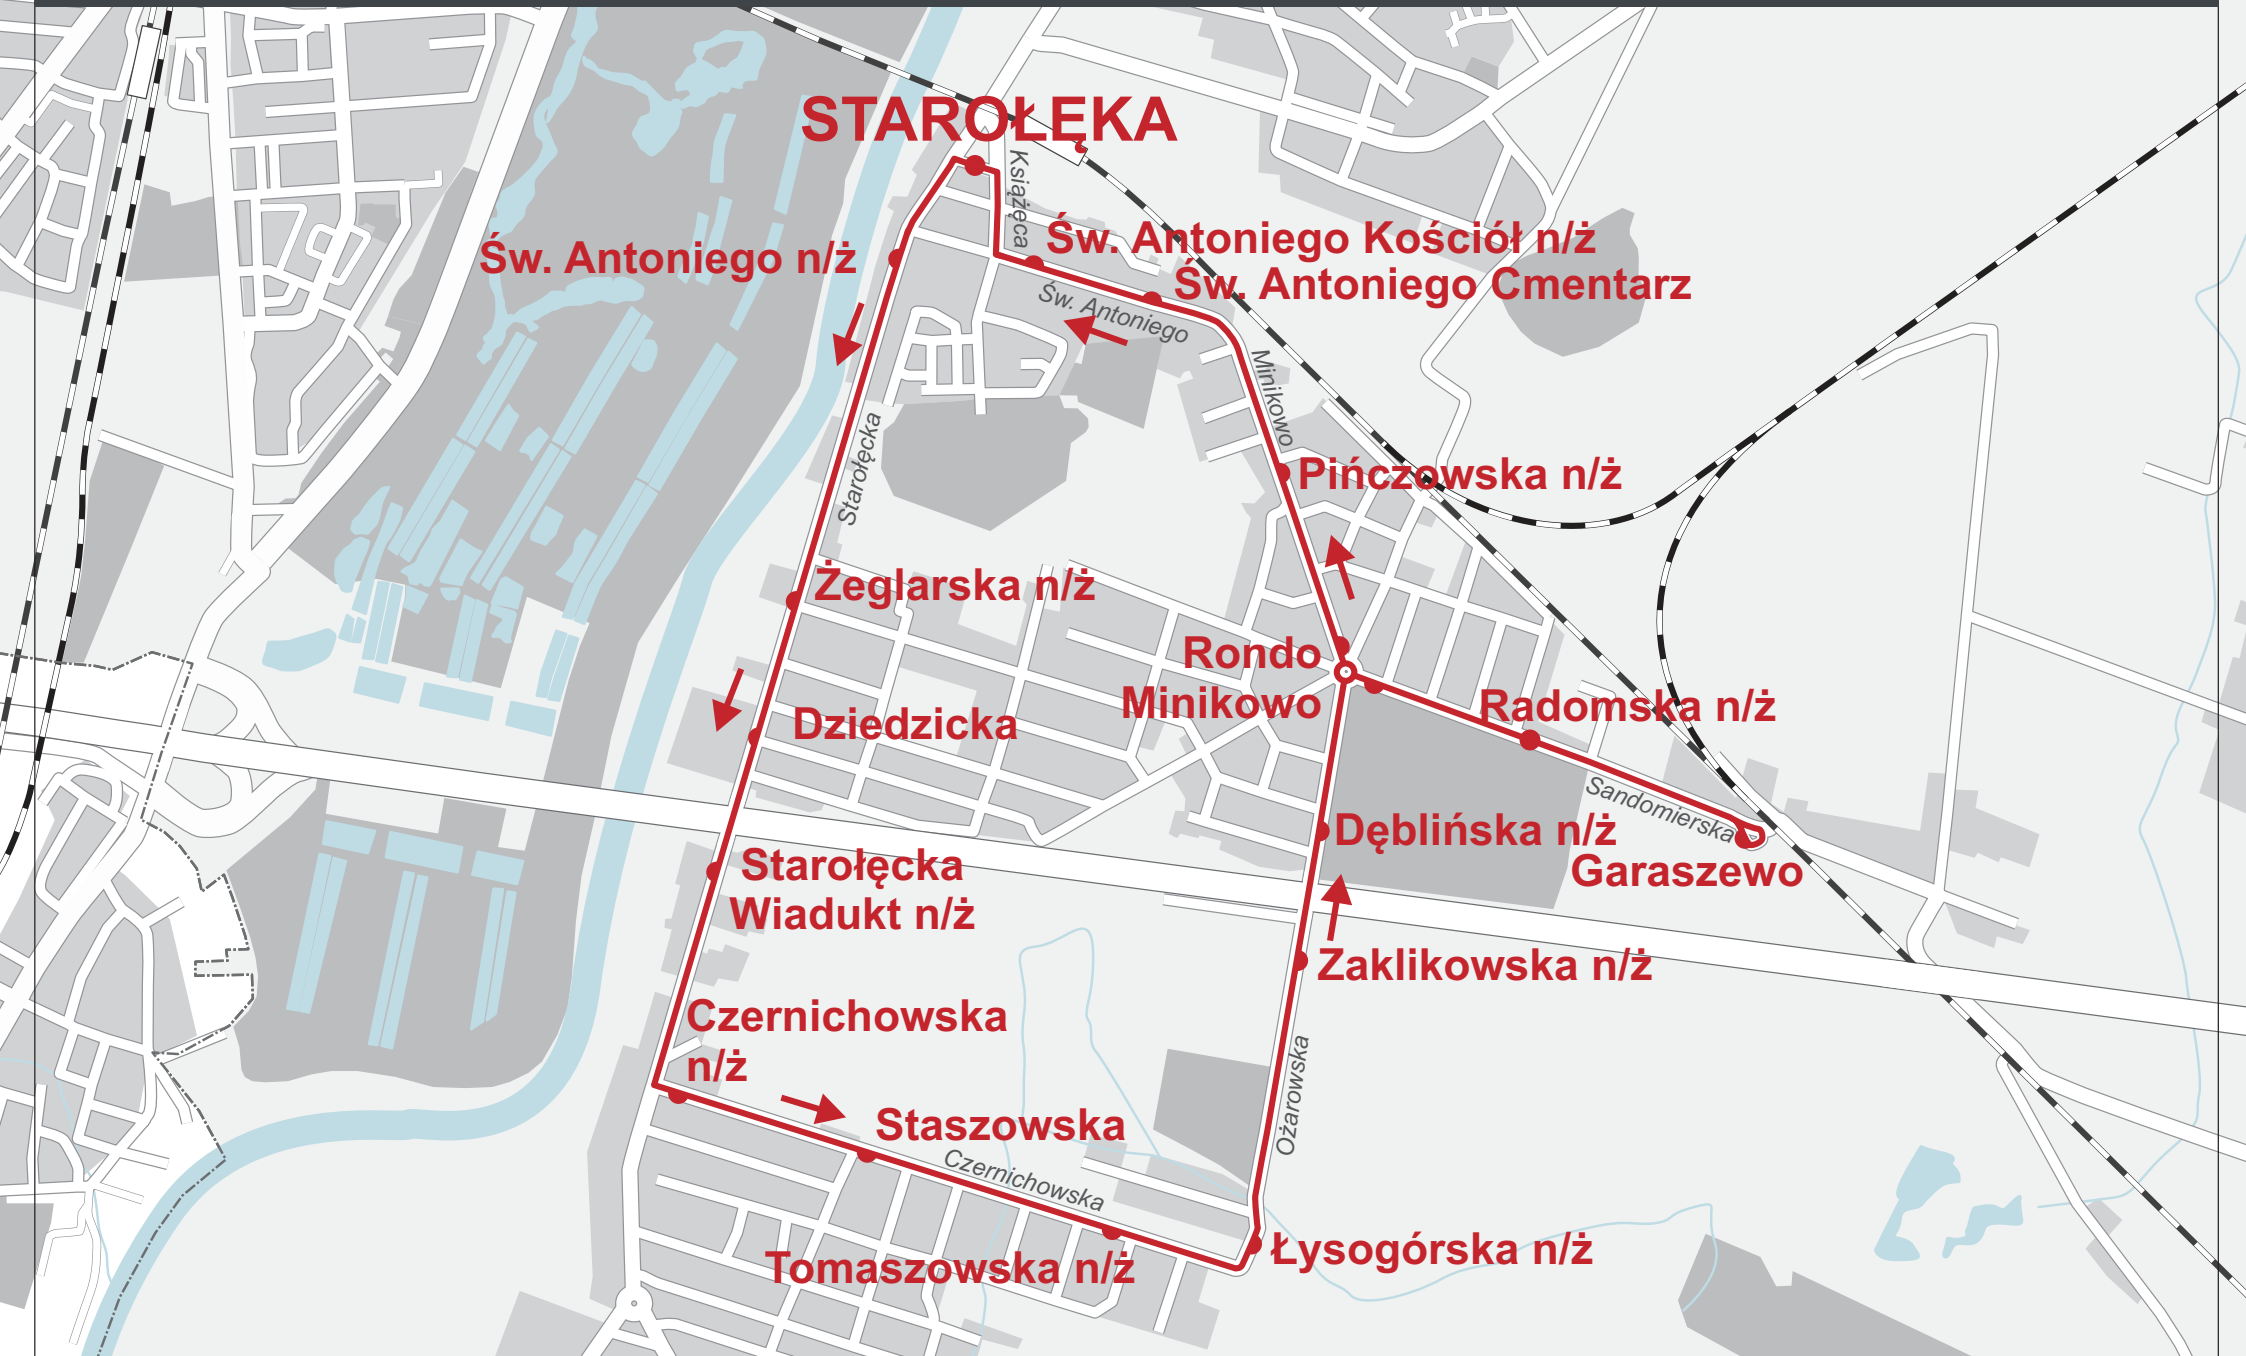 STAROŁĘKA
Książęca
Św. Antoniego n/ż
Św. Antoniego Kościół n/ż
Św. Antoniego Cmentarz
Św. Antoniego
Minikowo
Starołęcka
Pińczowska n/ż
Żeglarska n/ż
Rondo
Minikowo
Radomska n/ż
Dziedzicka
Sandomierska
Dęblińska n/ż
Garaszewo
Starołęcka
Wiadukt n/ż
Zaklikowska n/ż
Czernichowska
n/ż
Ożarowska
Staszowska
Czernichowska
Tomaszowska n/ż
Łysogórska n/ż